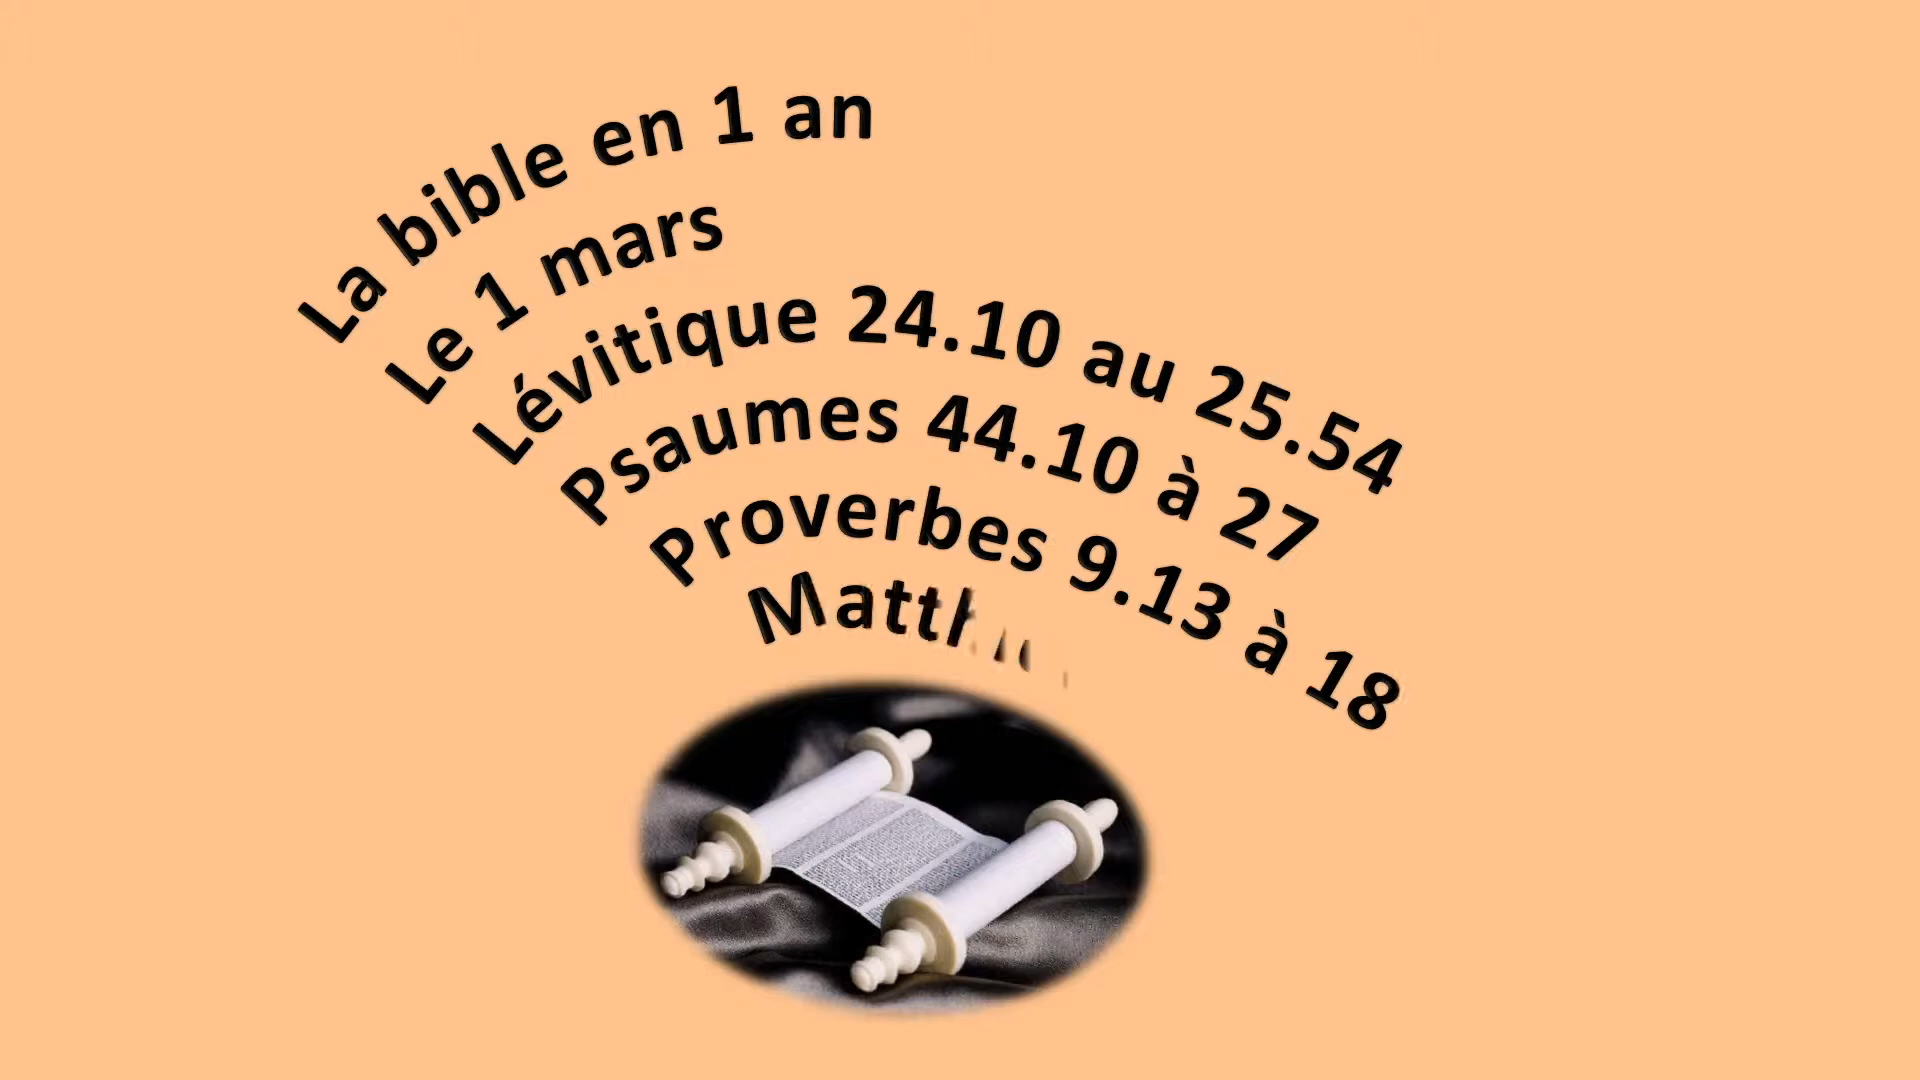 La bible en 1 an
Le 1 mars
Lévitique 24.10 au 25.54
Psaumes 44.10 à 27
Proverbes 9.13 à 18